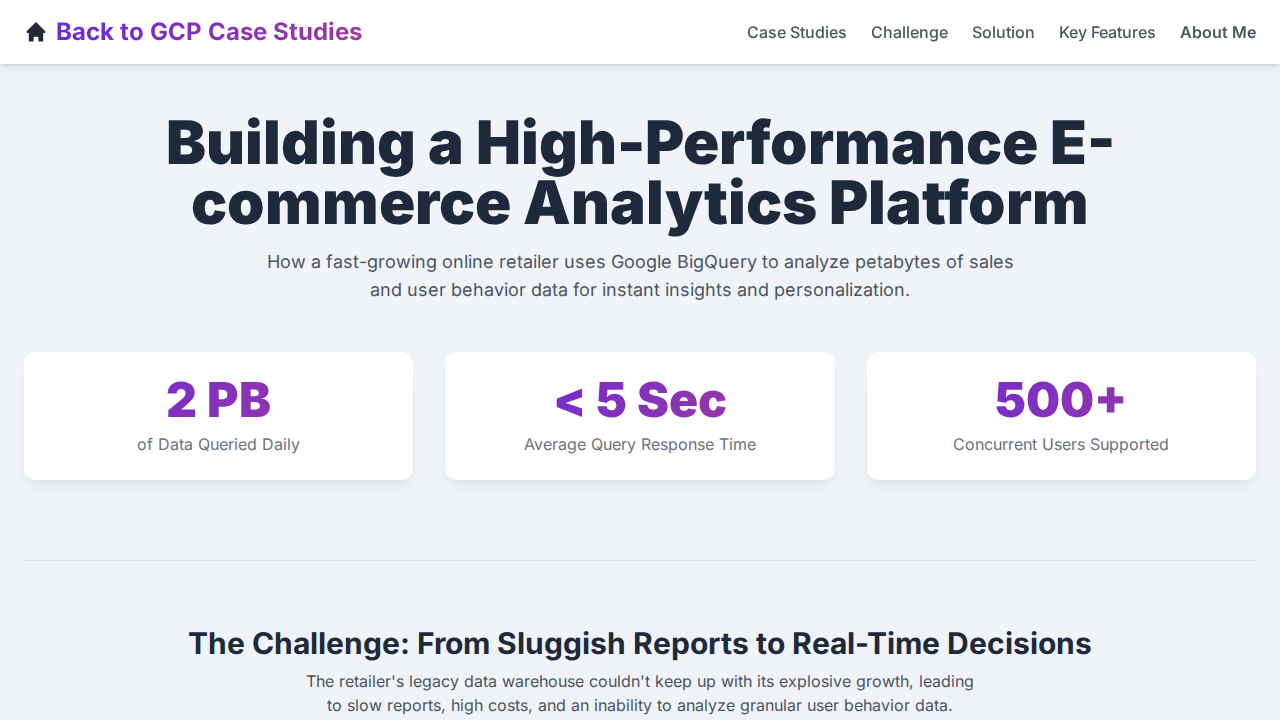 Back to GCP Case Studies
Case Studies
Challenge
Solution
Key Features
About Me
Building a High-Performance E-
commerce Analytics Platform
How a fast-growing online retailer uses Google BigQuery to analyze petabytes of sales
and user behavior data for instant insights and personalization.
2 PB
of Data Queried Daily
< 5 Sec
Average Query Response Time
500+
Concurrent Users Supported
The Challenge: From Sluggish Reports to Real-Time Decisions
The retailer's legacy data warehouse couldn't keep up with its explosive growth, leading
to slow reports, high costs, and an inability to analyze granular user behavior data.